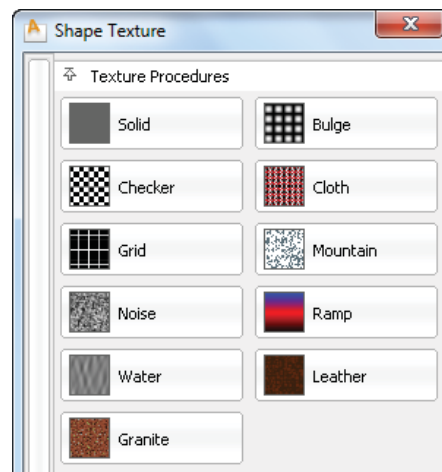 Shape Texture
Texture Procedures
Solid
Bulge
Checker
Cloth
Grid
Mountain
Noise
Ramp
Water
Leather
Granite